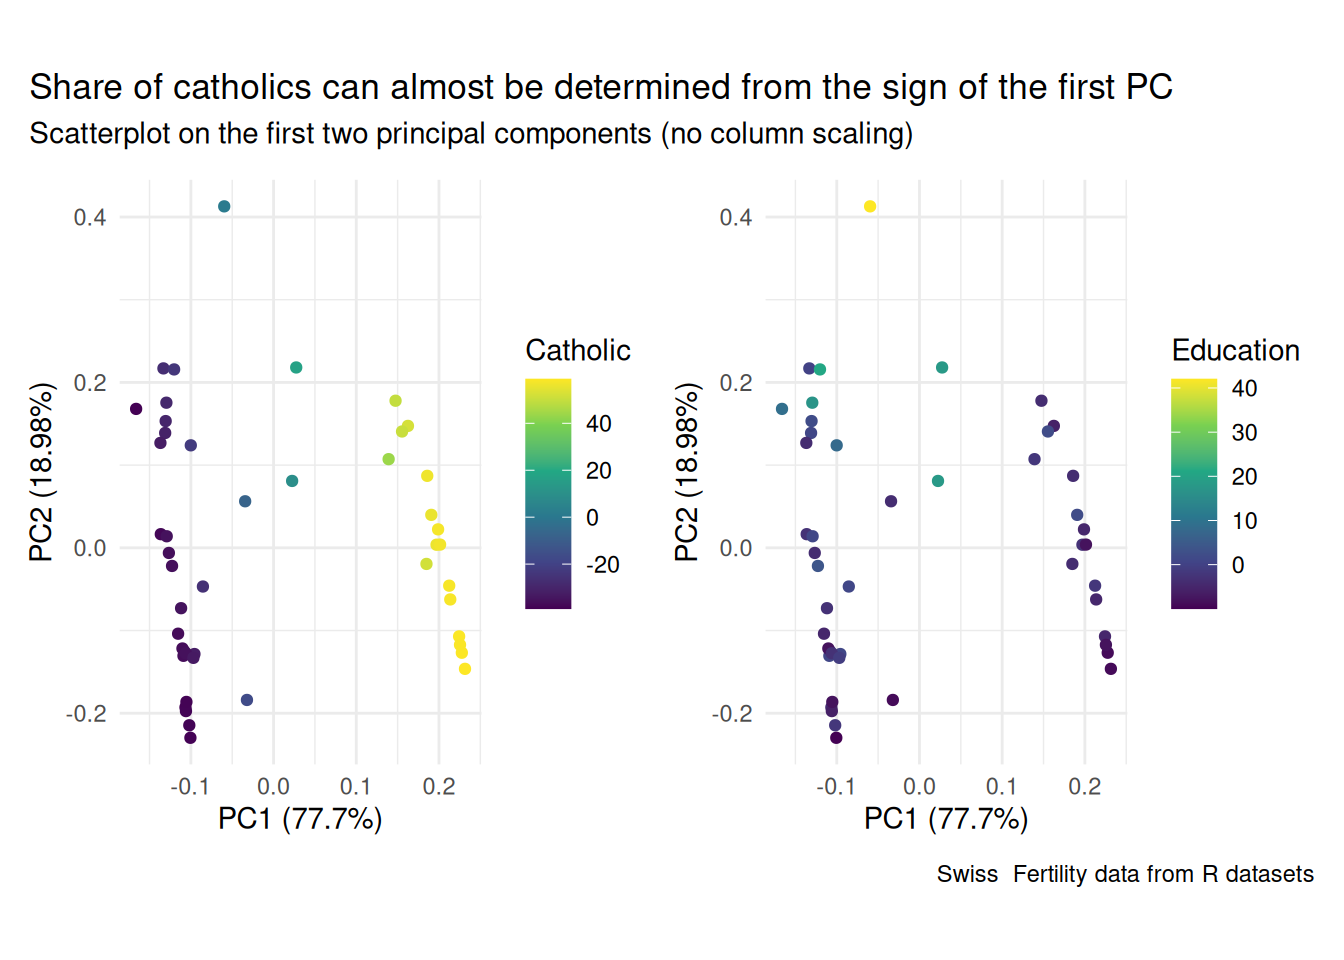 Share of catholics can almost be determined from the sign of the first PC
Scatterplot on the first two principal components (no column scaling)
0.4
0.2
0.0
-0.2
PC2 (18.98%)
-0.1 0.0 0.1 0.2
PC1 (77.7%)
Catholic
40
20
0
-20
0.4
0.2
0.0
-0.2
PC2 (18.98%)
-0.1 0.0 0.1 0.2
PC1 (77.7%)
Education
40
30
20
10
0
Swiss  Fertility data from R datasets